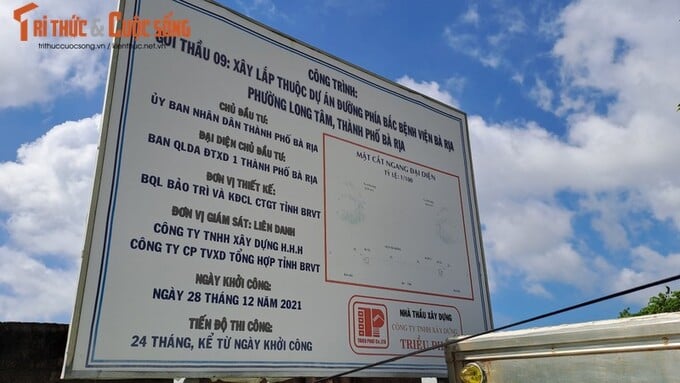 TRI THỨC & CUỘC SỐNG
trithuccuocsong.vn / kienthuc.net.vn
CÔNG TRÌNH:
GÓI THẦU 09: XÂY LẮP THUỘC DỰ ÁN ĐƯỜNG PHÍA BẮC BỆNH VIỆN BÀ RỊA
PHƯỜNG LONG TÂM, THÀNH PHỐ BÀ RỊA
CHỦ ĐẦU TƯ:
ỦY BAN NHÂN DÂN THÀNH PHỐ BÀ RỊA
ĐẠI DIỆN CHỦ ĐẦU TƯ:
BAN QLDA ĐTXD 1 THÀNH PHỐ BÀ RỊA
ĐƠN VỊ THIẾT KẾ:
BQL BẢO TRÌ VÀ KĐCL CTGT TỈNH BRVT
ĐƠN VỊ GIÁM SÁT: LIÊN DANH
CÔNG TY TNHH XÂY DỰNG H.H.H
CÔNG TY CP TVXD TỔNG HỢP TỈNH BRVT
NGÀY KHỞI CÔNG:
NGÀY 28 THÁNG 12 NĂM 2021
TIẾN ĐỘ THI CÔNG:
24 THÁNG, KỂ TỪ NGÀY KHỞI CÔNG
MẶT CẮT NGANG ĐẠI DIỆN
TỶ LỆ: 1/100
TRIEU PHAT Co.,LTD
NHÀ THẦU XÂY DỰNG
CÔNG TY TNHH XÂY DỰNG
TRIỆU